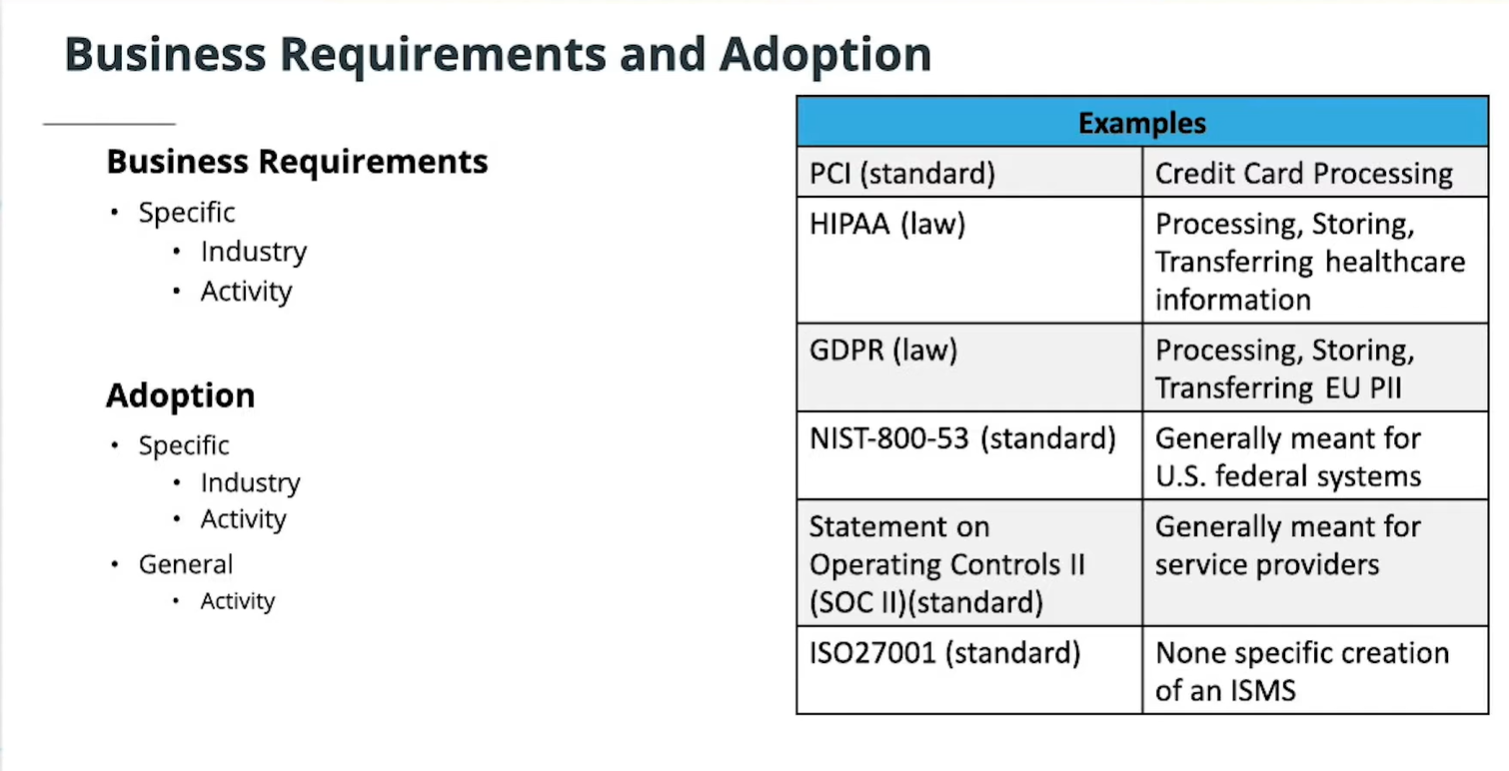 Business Requirements and Adoption
Business Requirements
• Specific
• Industry
• Activity
Adoption
• Specific
• Industry
• Activity
• General
• Activity
Examples
PCI (standard)
Credit Card Processing
HIPAA (law)
Processing, Storing,
Transferring healthcare
information
GDPR (law)
Processing, Storing,
Transferring EU PII
NIST-800-53 (standard)
Generally meant for
U.S. federal systems
Statement on
Operating Controls II
(SOC II)(standard)
Generally meant for
service providers
ISO27001 (standard)
None specific creation
of an ISMS